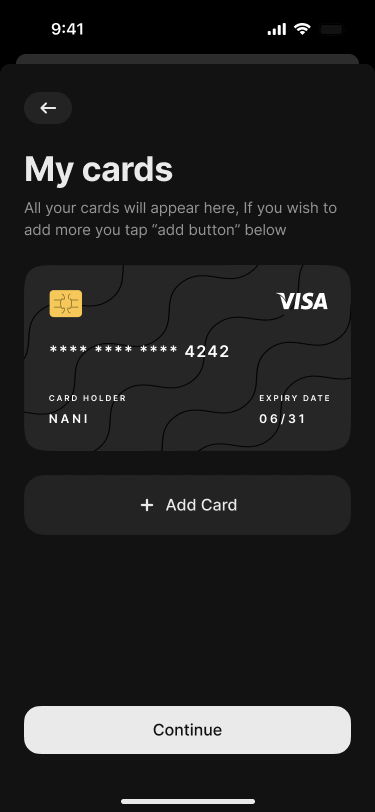 9:41
My cards
All your cards will appear here, If you wish to
add more you tap “add button” below
VISA
**** **** **** 4242
CARD HOLDER
EXPIRY DATE
NANI
06/31
+ Add Card
Continue